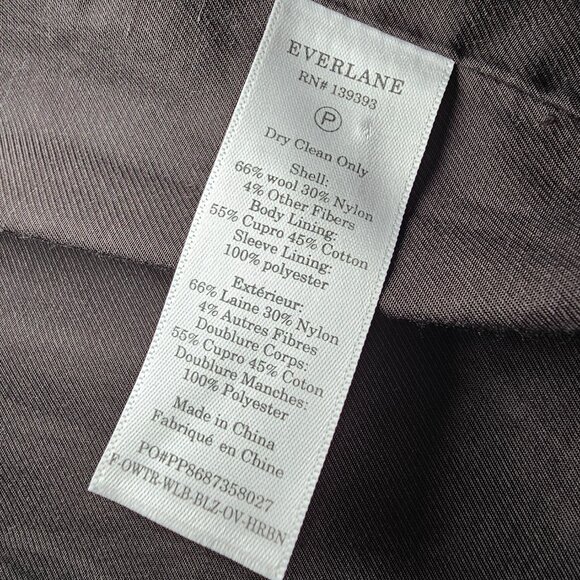 EVERLANE
RN# 139393
P
Dry Clean Only
Shell:
66% wool 30% Nylon
4% Other Fibers
Body Lining:
55% Cupro 45% Cotton
Sleeve Lining:
100% polyester
Extérieur:
66% Laine 30% Nylon
4% Autres Fibres
Doublure Corps:
55% Cupro 45% Coton
Doublure Manches:
100% Polyester
Made in China
Fabriqué en Chine
PO#PP8687358027
F-OWTR-WLB-BLZ-OV-HRBN